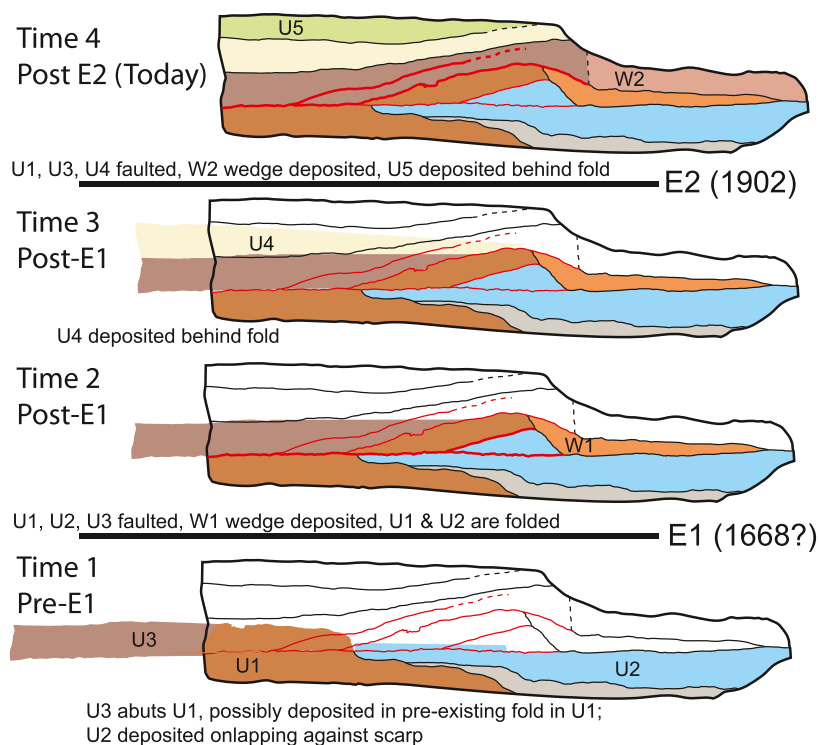 Time 4
Post E2 (Today)
U5
W2
U1, U3, U4 faulted, W2 wedge deposited, U5 deposited behind fold
E2 (1902)
Time 3
Post-E1
U4
U4 deposited behind fold
Time 2
Post-E1
W1
U1, U2, U3 faulted, W1 wedge deposited, U1 & U2 are folded
E1 (1668?)
Time 1
Pre-E1
U3
U1
U2
U3 abuts U1, possibly deposited in pre-existing fold in U1;
U2 deposited onlapping against scarp